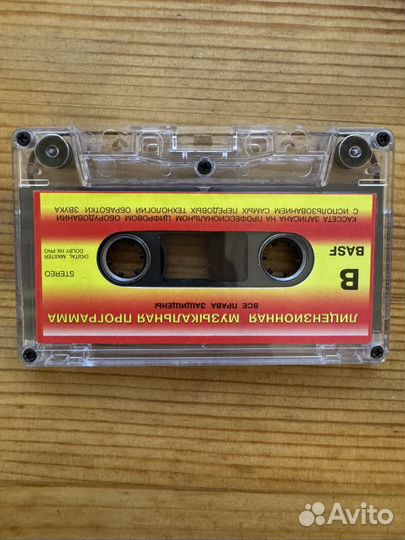 ЛИЦЕНЗИОННАЯ МУЗЫКАЛЬНАЯ ПРОГРАММА
ВСЕ ПРАВА ЗАЩИЩЕНЫ
B
BASF
STEREO
DIGITAL MASTER
DOLBY HX PRO
КАССЕТА ЗАПИСАНА НА ПРОФЕССИОНАЛЬНОМ ЦИФРОВОМ ОБОРУДОВАНИИ
С ИСПОЛЬЗОВАНИЕМ САМЫХ ПЕРЕДОВЫХ ТЕХНОЛОГИЙ ОБРАБОТКИ ЗВУКА
Avito